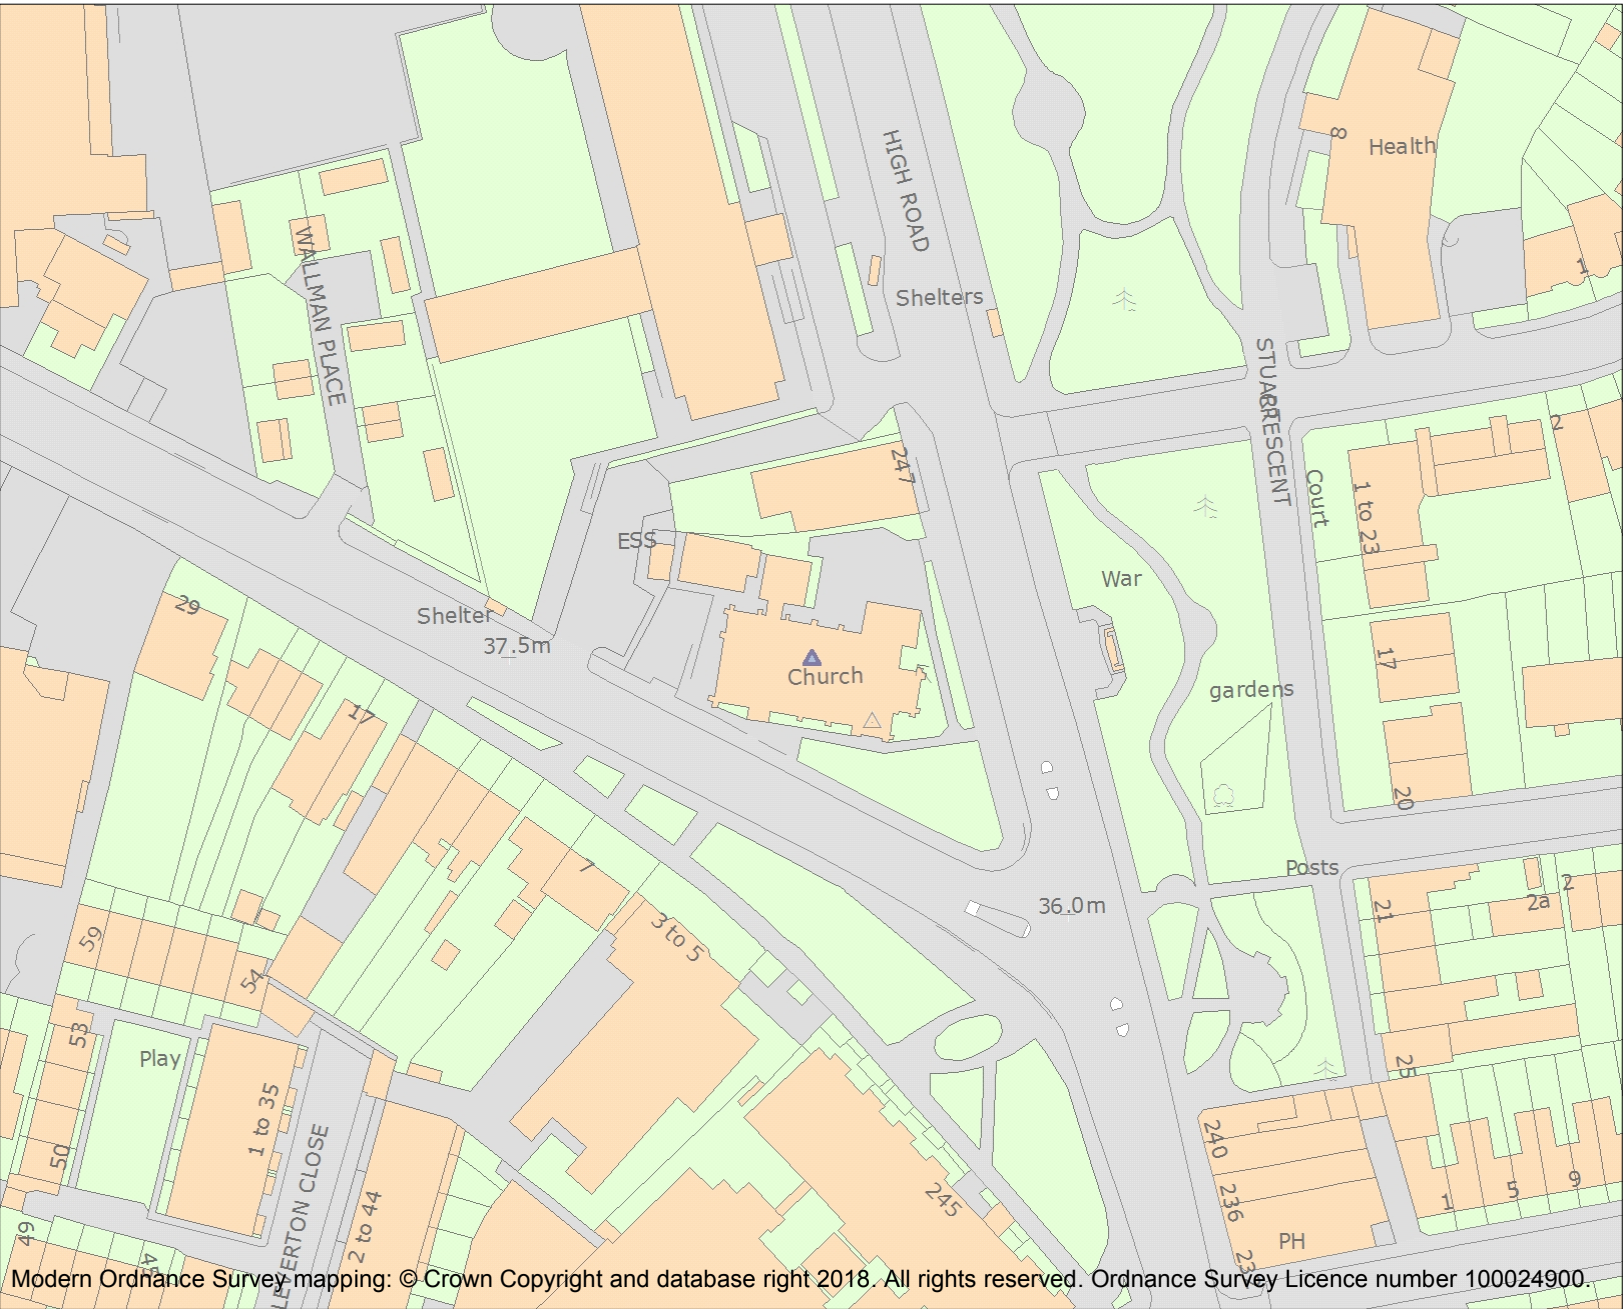 8
Health
HIGH ROAD
WALLMAN PLACE
1
Shelters
STUART
CRESCENT
2
247
Court
1 to 23
ESS
War
29
Shelter
37.5m
17
Church
gardens
17
20
7
Posts
2
2a
21
36.0m
3 to 5
59
54
53
Play
25
1 to 35
240
50
245
236
1
5
9
LEVERTON CLOSE
2 to 44
49
PH
Modern Ordnance Survey mapping: © Crown Copyright and database right 2018. All rights reserved. Ordnance Survey Licence number 100024900.